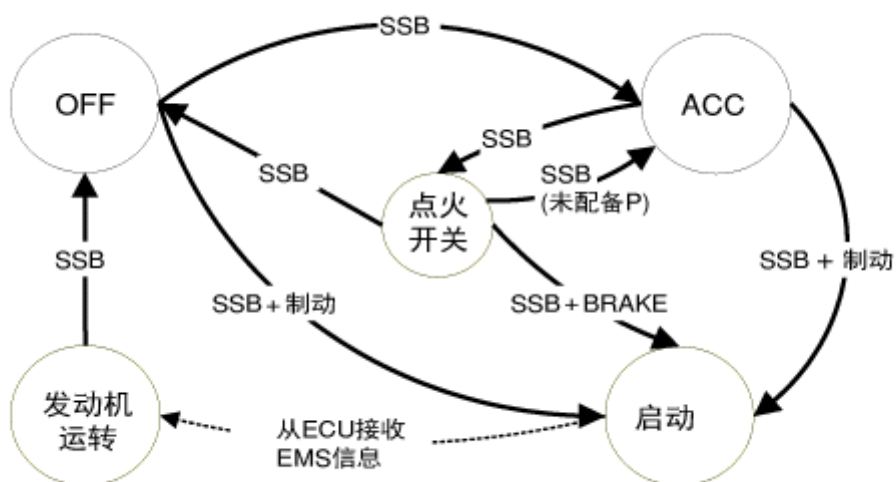 SSB
OFF
ACC
SSB
SSB
SSB
(未配备P)
点火
开关
SSB
SSB + 制动
SSB + 制动
SSB + BRAKE
发动机
运转
从ECU接收
EMS信息
启动